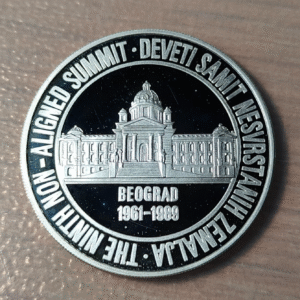 THE NINTH NON-ALIGNED SUMMIT · DEVETI SAMIT NESVRSTANIH ZEMALJA ·
BEOGRAD
1961-1989